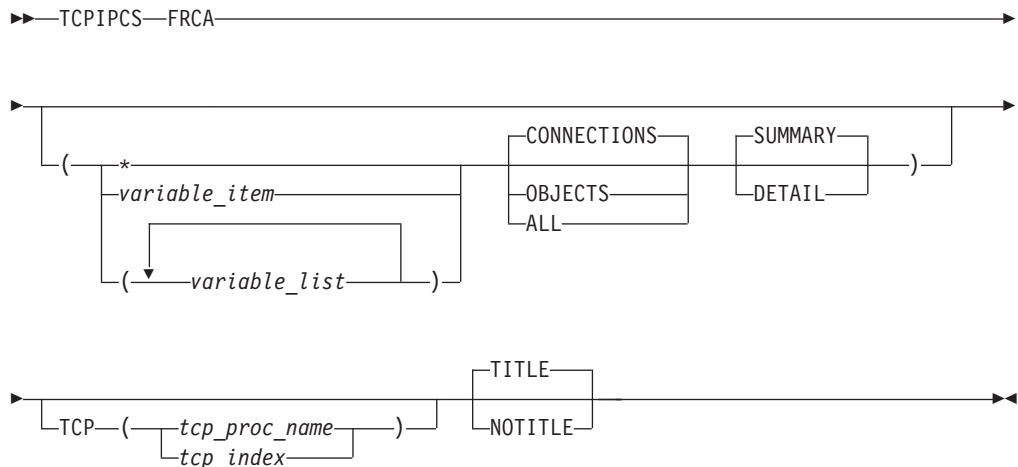 TCPIPCS FRCA
CONNECTIONS SUMMARY
( * OBJECTS DETAIL )
variable_item ALL
( variable_list )
TITLE
TCP ( tcp_proc_name ) NOTITLE
tcp_index